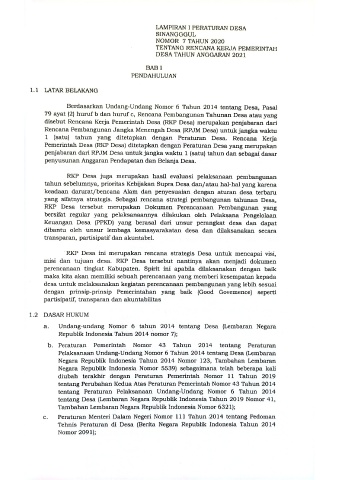 LAMPIRAN I PERATURAN DESA
SINANGGUL
NOMOR 7 TAHUN 2020
TENTANG RENCANA KERJA PEMERINTAH
DESA TAHUN ANGGARAN 2021
BAB I
PENDAHULUAN
1.1 LATAR BELAKANG
Berdasarkan Undang-Undang Nomor 6 Tahun 2014 tentang Desa, Pasal
79 ayat (2) huruf b dan huruf c, Rencana Pembangunan Tahunan Desa atau yang
disebut Rencana Kerja Pemerintah Desa (RKP Desa) merupakan penjabaran dari
Rencana Pembangunan Jangka Menengah Desa (RPJM Desa) untuk jangka waktu
1 (satu) tahun yang ditetapkan dengan Peraturan Desa. Rencana Kerja
Pemerintah Desa (RKP Desa) ditetapkan dengan Peraturan Desa yang merupakan
penjabaran dari RPJM Desa untuk jangka waktu 1 (satu) tahun dan sebagai dasar
penyusunan Anggaran Pendapatan dan Belanja Desa.
RKP Desa juga merupakan hasil evaluasi pelaksanaan pembangunan
tahun sebelumnya, prioritas Kebijakan Supra Desa dan/atau hal-hal yang karena
keadaan darurat/bencana Alam dan penyesuaian dengan aturan desa terbaru
yang sifatnya strategis. Sebagai rencana strategis pembangunan tahunan Desa,
RKP Desa tersebut merupakan Dokumen Perencanaan Pembangunan yang
bersifat regular yang pelaksanaannya dilakukan oleh Pelaksana Pengelolaan
Keuangan Desa (PPKD) yang berasal dari unsur perangkat desa dan dapat
dibantu oleh unsur lembaga kemasyarakatan desa dan dilaksanakan secara
transparan, partisipatif dan akuntabel.
RKP Desa ini merupakan rencana strategis Desa untuk mencapai visi,
misi dan tujuan desa. RKP Desa tersebut nantinya akan menjadi dokumen
perencanaan tingkat Kabupaten. Spirit ini apabila dilaksanakan dengan baik
maka kita akan memiliki sebuah perencanaan yang memberi kesempatan kepada
desa untuk melaksanakan kegiatan perencanaan pembangunan yang lebih sesuai
dengan prinsip-prinsip Pemerintahan yang baik (Good Governence) seperti
partisipatif, transparan dan akuntabilitas
1.2 DASAR HUKUM
a. Undang-undang Nomor 6 tahun 2014 tentang Desa (Lembaran Negara
Republik Indonesia Tahun 2014 nomor 7);
b. Peraturan Pemerintah Nomor 43 Tahun 2014 tentang Peraturan
Pelaksanaan Undang-Undang Nomor 6 Tahun 2014 tentang Desa (Lembaran
Negara Republik Indonesia Tahun 2014 Nomor 123, Tambahan Lembaran
Negara Republik Indonesia Nomor 5539) sebagaimana telah beberapa kali
diubah terakhir dengan Peraturan Pemerintah Nomor 11 Tahun 2019
tentang Perubahan Kedua Atas Peraturan Pemerintah Nomor 43 Tahun 2014
tentang Peraturan Pelaksanaan Undang-Undang Nomor 6 Tahun 2014
tentang Desa (Lembaran Negara Republik Indonesia Tahun 2019 Nomor 41,
Tambahan Lembaran Negara Republik Indonesia Nomor 6321);
c. Peraturan Menteri Dalam Negeri Nomor 111 Tahun 2014 tentang Pedoman
Tehnis Peraturan di Desa (Berita Negara Republik Indonesia Tahun 2014
Nomor 2091);